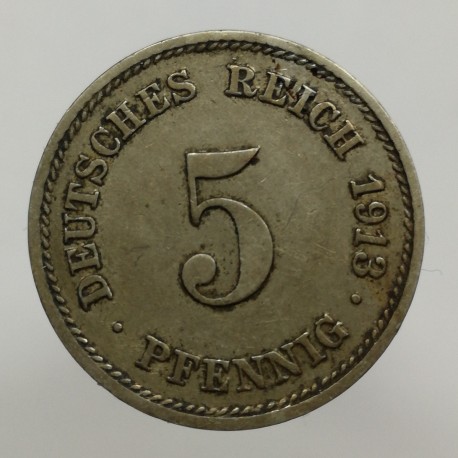 DEUTSCHES REICH 1913
5
· PFENNIG ·